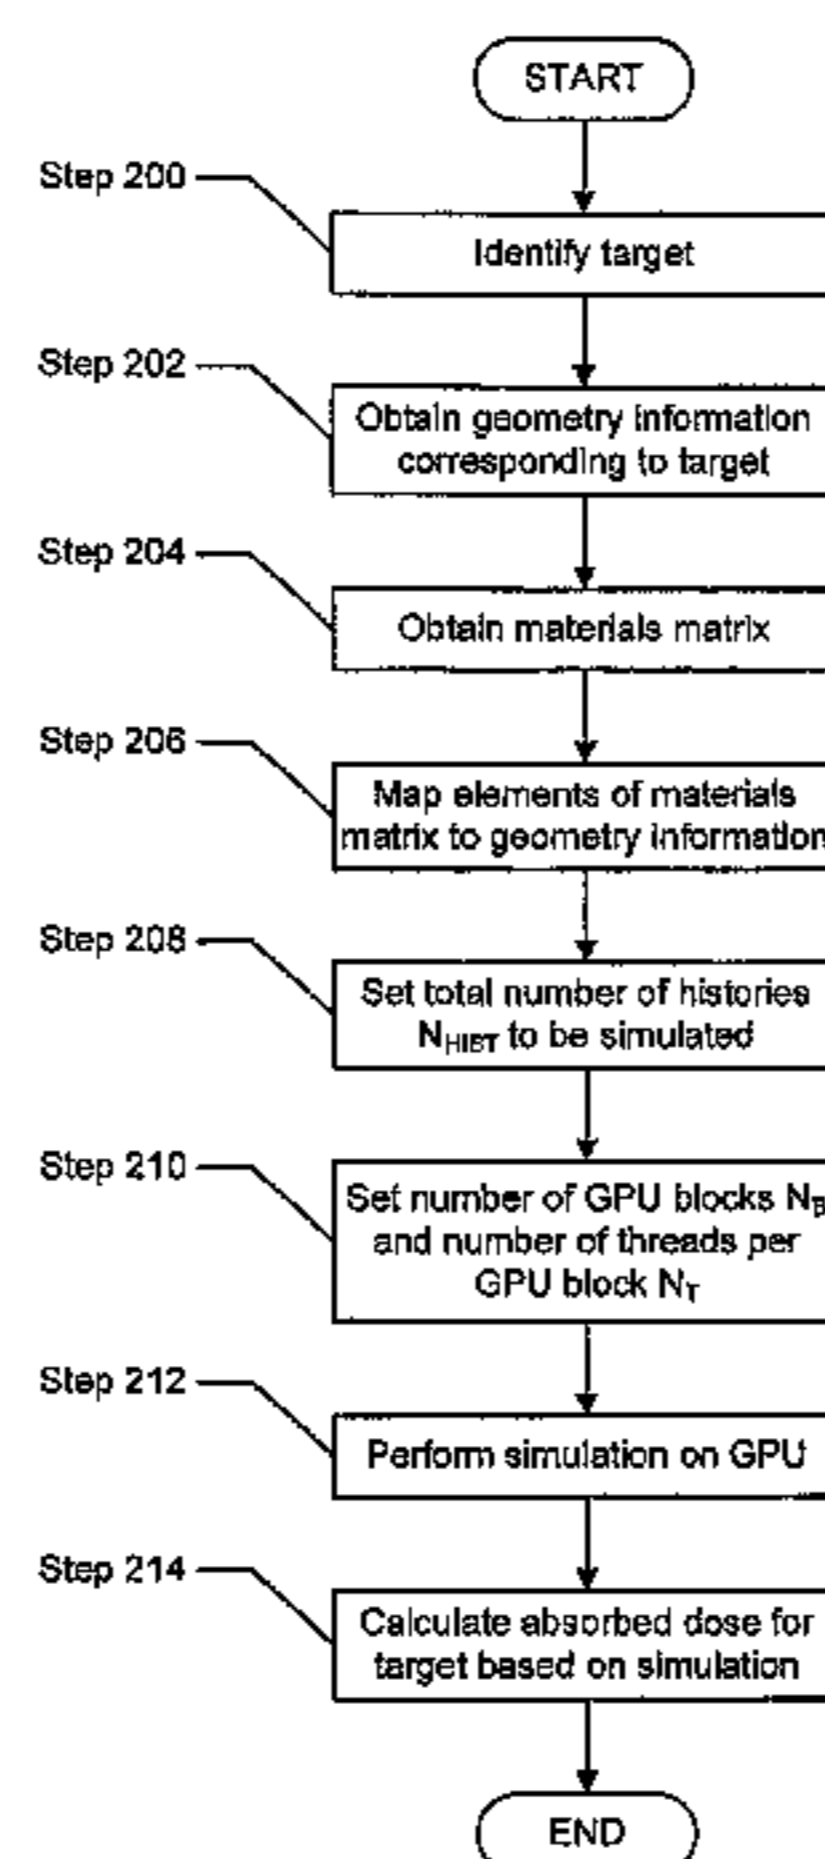 START
Step 200
Identify target
Step 202
Obtain geometry information
corresponding to target
Step 204
Obtain materials matrix
Step 206
Map elements of materials
matrix to geometry information
Step 208
Set total number of histories
NHIST to be simulated
Step 210
Set number of GPU blocks NB
and number of threads per
GPU block NT
Step 212
Perform simulation on GPU
Step 214
Calculate absorbed dose for
target based on simulation
END